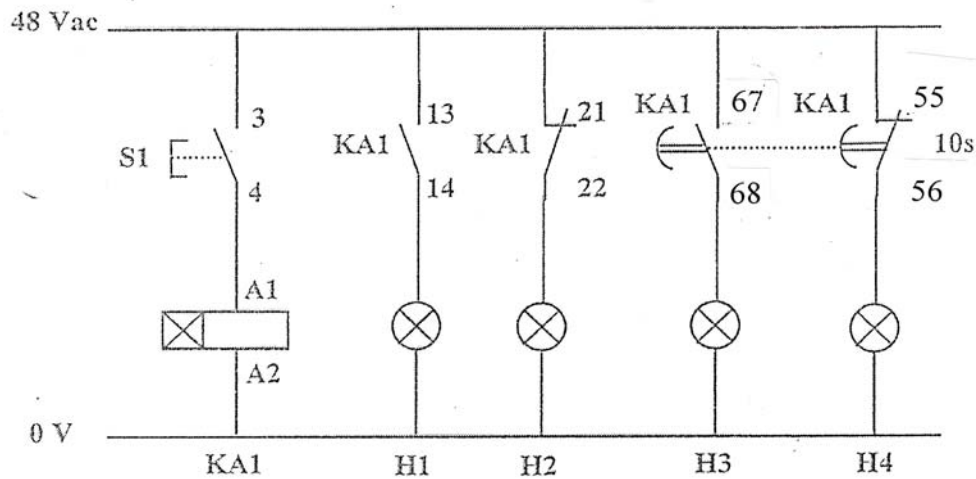 48 Vac
3 13 21 KA1 67 KA1 55
S1 KA1 KA1 10s
4 14 22 68 56
A1
A2
0 V
KA1 H1 H2 H3 H4